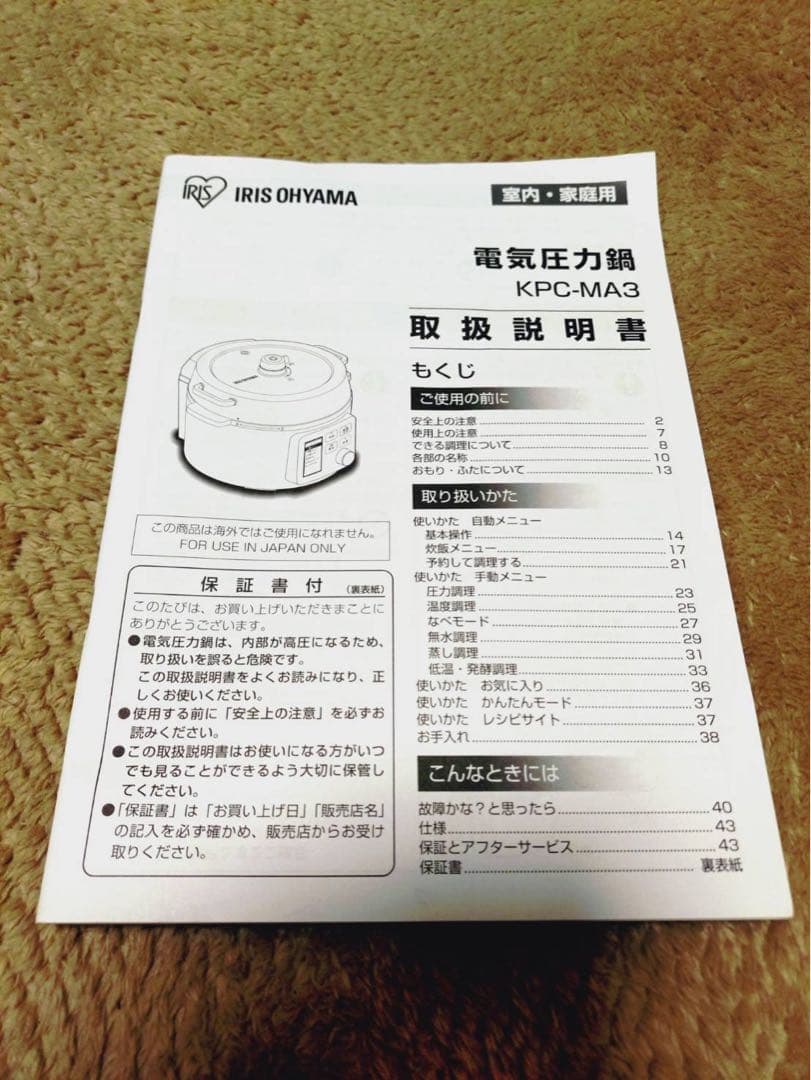 IRIS IRIS OHYAMA
室内・家庭用
電気圧力鍋
KPC-MA3
取扱説明書
この商品は海外ではご使用になれません。
FOR USE IN JAPAN ONLY
保証書付 (裏表紙)
このたびは、お買い上げいただきまことに
ありがとうございます。
●電気圧力鍋は、内部が高圧になるため、
取り扱いを誤ると危険です。
この取扱説明書をよくお読みになり、正
しくお使いください。
●使用する前に「安全上の注意」を必ずお
読みください。
●この取扱説明書はお使いになる方がいつ
でも見ることができるよう大切に保管し
てください。
●「保証書」は「お買い上げ日」「販売店名」
の記入を必ず確かめ、販売店からお受け
取りください。
もくじ
ご使用の前に
安全上の注意 2
使用上の注意 7
できる調理について 8
各部の名称 10
おもり・ふたについて 13
取り扱いかた
使いかた 自動メニュー
基本操作 14
炊飯メニュー 17
予約して調理する 21
使いかた 手動メニュー
圧力調理 23
温度調理 25
なべモード 27
無水調理 29
蒸し調理 31
低温・発酵調理 33
使いかた お気に入り 36
使いかた かんたんモード 37
使いかた レシピサイト 37
お手入れ 38
こんなときには
故障かな？と思ったら 40
仕様 43
保証とアフターサービス 43
保証書 裏表紙